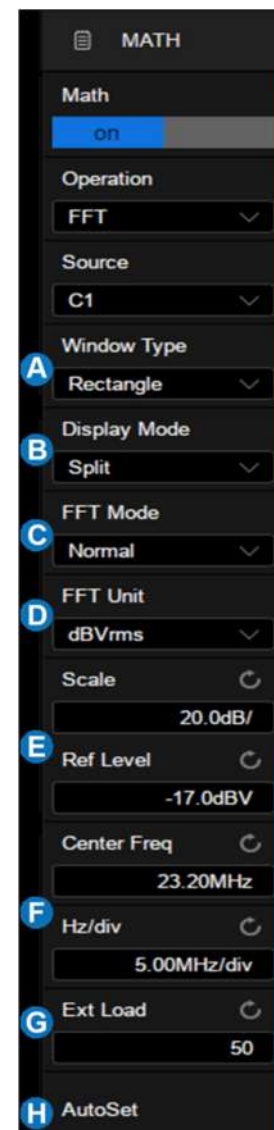 MATH
Math
on
Operation
FFT
Source
C1
Window Type
A
Rectangle
Display Mode
B
Split
FFT Mode
C
Normal
FFT Unit
D
dBVrms
Scale
20.0dB/
E
Ref Level
-17.0dBV
Center Freq
23.20MHz
F
Hz/div
5.00MHz/div
G
Ext Load
50
H AutoSet